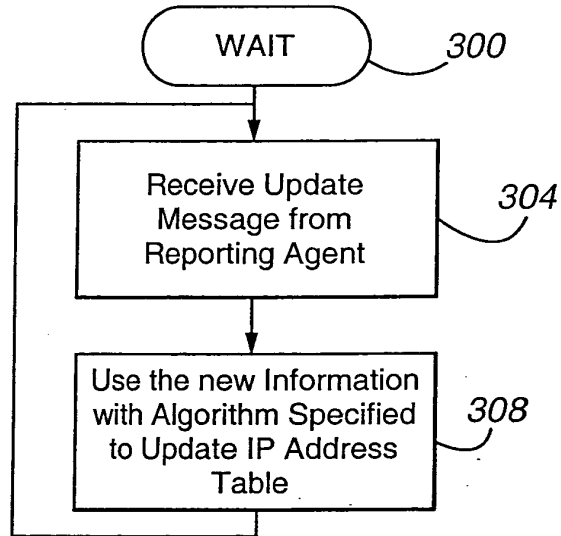 WAIT
300
Receive Update
Message from
Reporting Agent
304
Use the new Information
with Algorithm Specified
to Update IP Address
Table
308